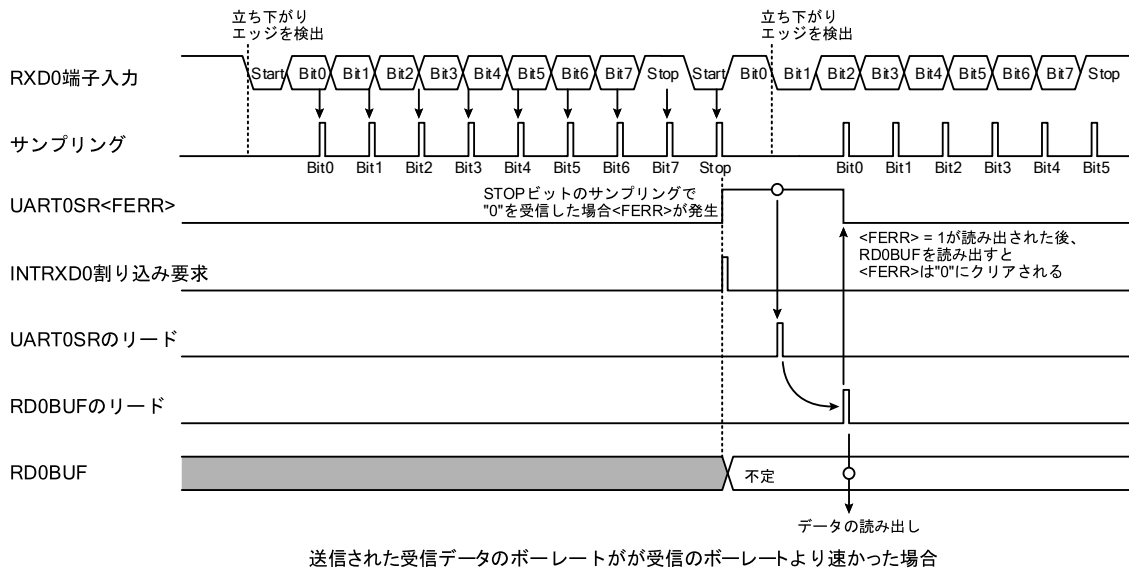 立ち下がり
エッジを検出
立ち下がり
エッジを検出
RXD0端子入力
Start Bit0 Bit1 Bit2 Bit3 Bit4 Bit5 Bit6 Bit7 Stop Start Bit0 Bit1 Bit2 Bit3 Bit4 Bit5 Bit6 Bit7 Stop
サンプリング
Bit0 Bit1 Bit2 Bit3 Bit4 Bit5 Bit6 Bit7 Stop Bit0 Bit1 Bit2 Bit3 Bit4 Bit5
UART0SR<FERR>
STOPビットのサンプリングで
"0"を受信した場合<FERR>が発生
<FERR> = 1が読み出された後、
RD0BUFを読み出すと
<FERR>は"0"にクリアされる
INTRXD0割り込み要求
UART0SRのリード
RD0BUFのリード
RD0BUF
不定
データの読み出し
送信された受信データのボーレートがが受信のボーレートより速かった場合